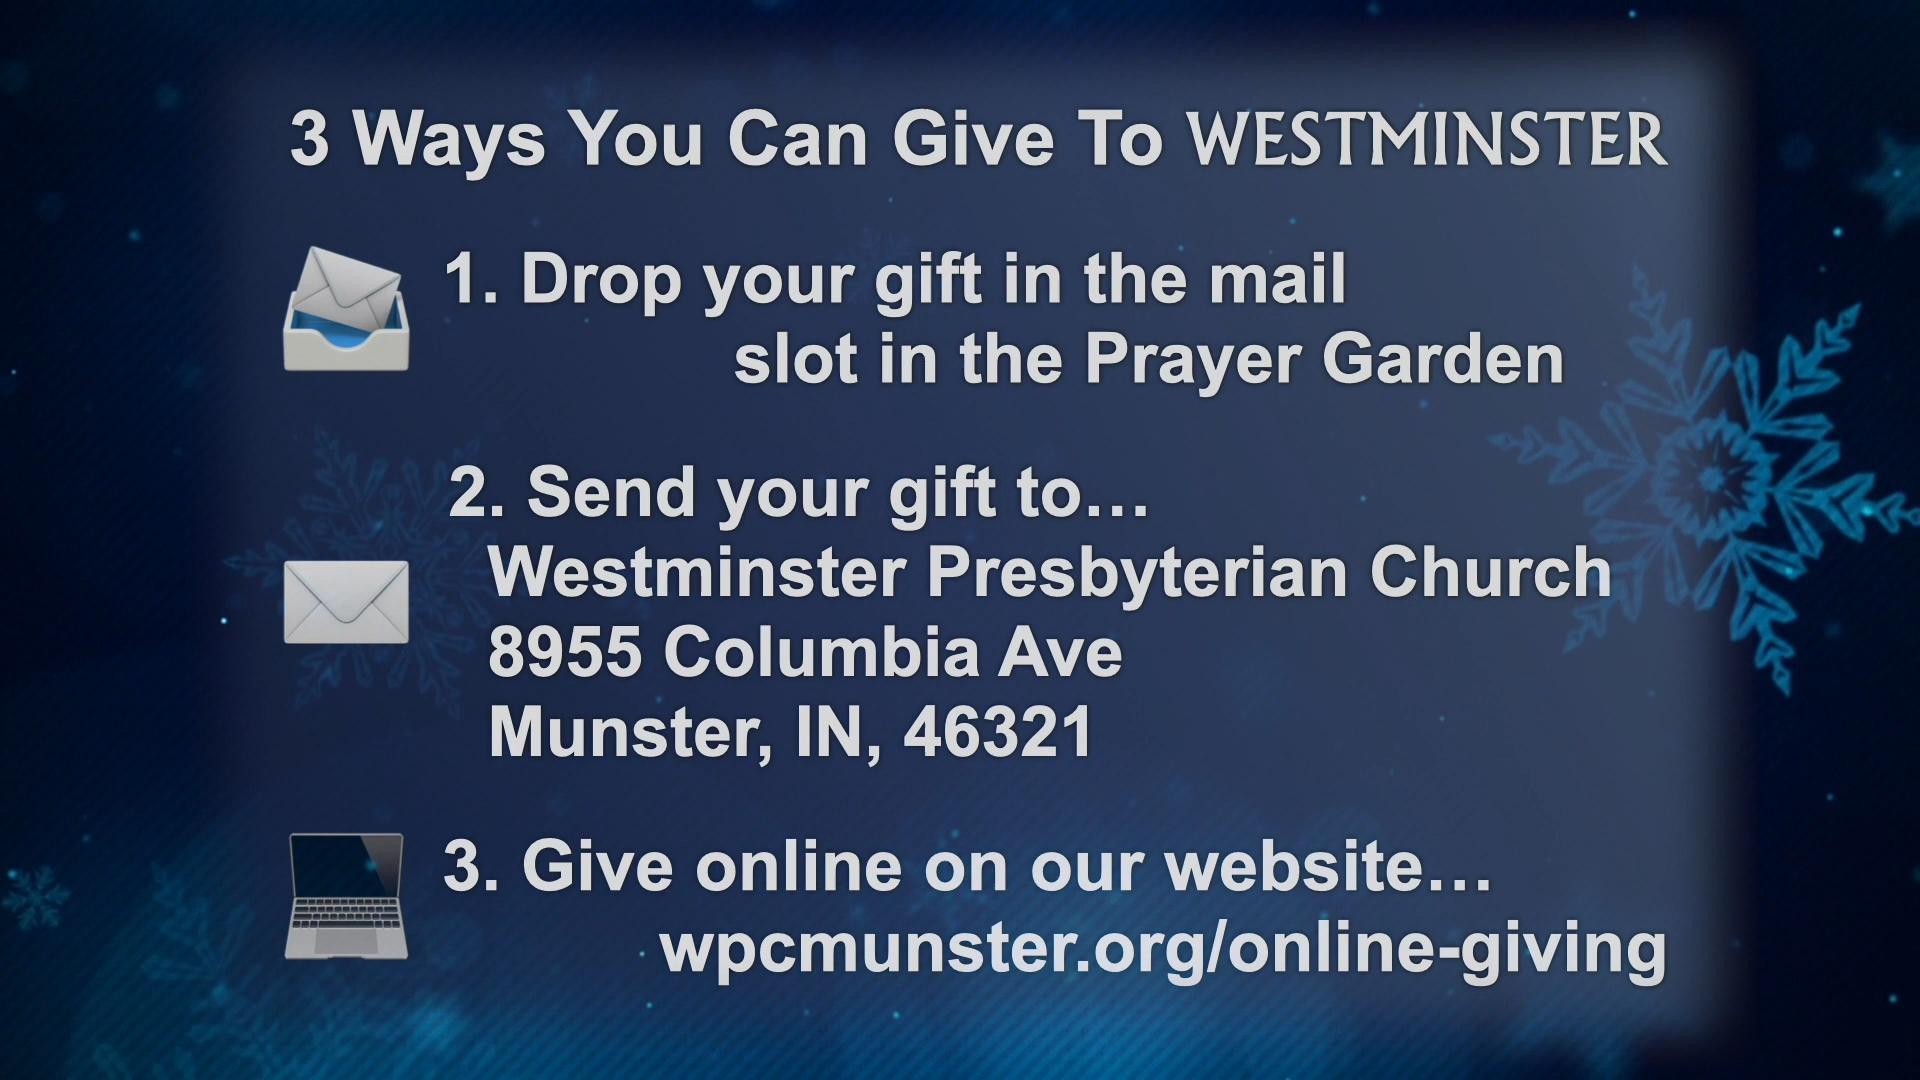 3 Ways You Can Give To WESTMINSTER
1. Drop your gift in the mail
slot in the Prayer Garden
2. Send your gift to…
Westminster Presbyterian Church
8955 Columbia Ave
Munster, IN, 46321
3. Give online on our website…
wpcmunster.org/online-giving